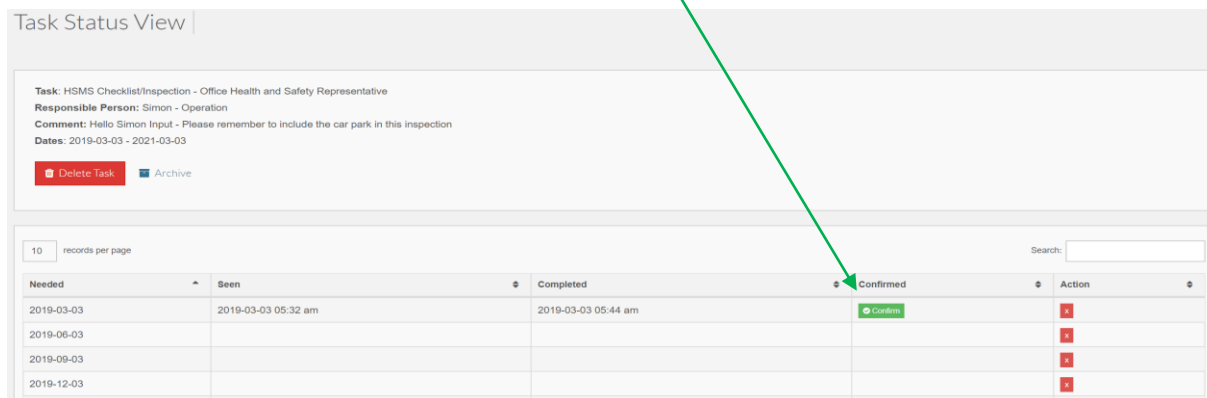 Task Status View
Task: HSMS Checklist/Inspection - Office Health and Safety Representative
Responsible Person: Simon - Operation
Comment: Hello Simon Input - Please remember to include the car park in this inspection
Dates: 2019-03-03 - 2021-03-03
Delete Task Archive
10 records per page Search:
Needed Seen Completed Confirmed Action
2019-03-03 2019-03-03 05:32 am 2019-03-03 05:44 am Confirm x
2019-06-03 x
2019-09-03 x
2019-12-03 x